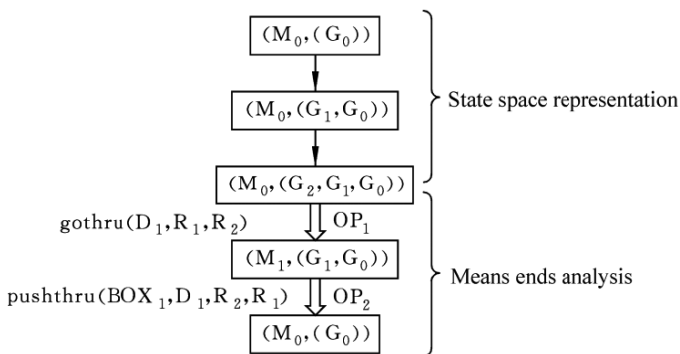 (M₀,(G₀))
(M₀,(G₁,G₀))
State space representation
(M₀,(G₂,G₁,G₀))
gothru(D₁,R₁,R₂) OP₁
(M₁,(G₁,G₀))
Means ends analysis
pushthru(BOX₁,D₁,R₂,R₁) OP₂
(M₀,(G₀))